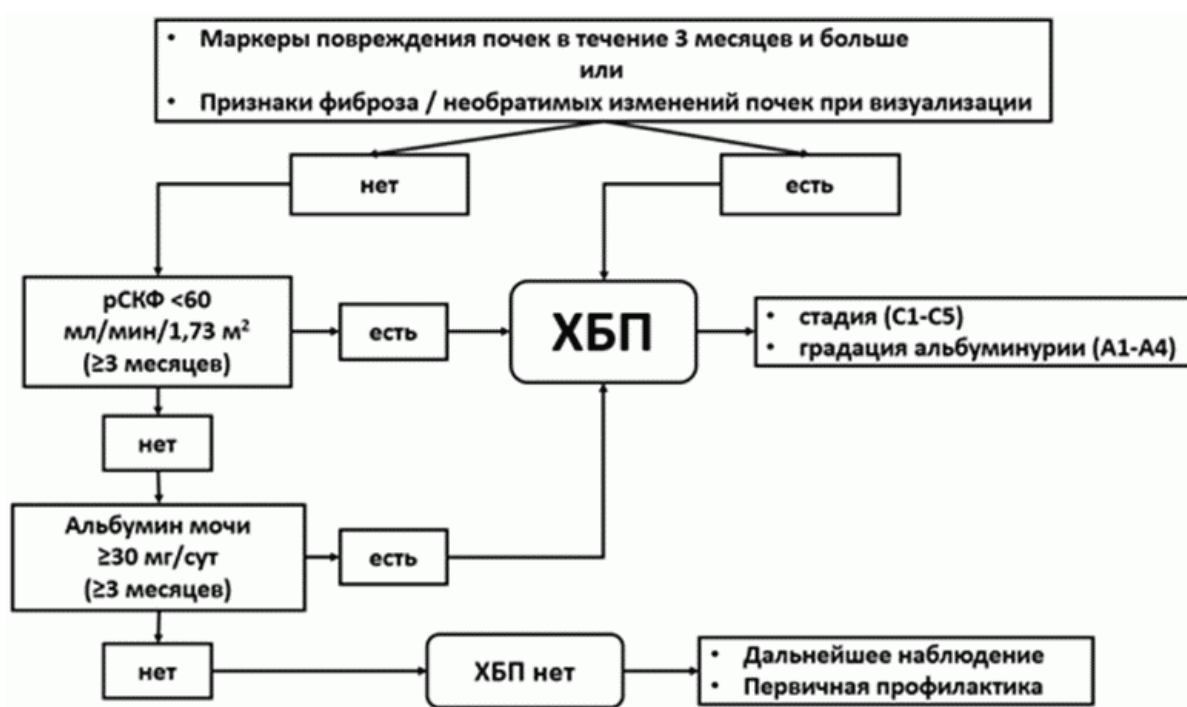 • Маркеры повреждения почек в течение 3 месяцев и больше
или
• Признаки фиброза / необратимых изменений почек при визуализации
нет
есть
рСКФ <60
мл/мин/1,73 м²
(≥3 месяцев)
есть
ХБП
• стадия (С1-С5)
• градация альбуминурии (А1-А4)
нет
Альбумин мочи
≥30 мг/сут
(≥3 месяцев)
есть
нет
ХБП нет
• Дальнейшее наблюдение
• Первичная профилактика